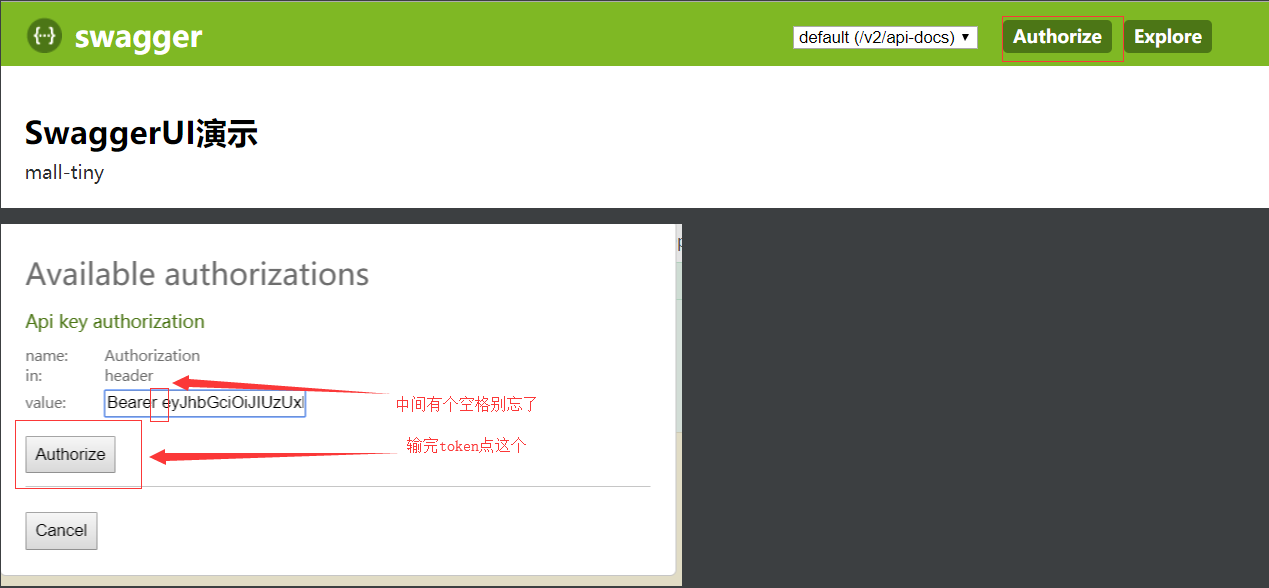 swagger
default (/v2/api-docs)
Authorize
Explore
SwaggerUI演示
mall-tiny
Available authorizations
Api key authorization
name: Authorization
in: header
value: Bearer eyJhbGciOiJIUzUx
中间有个空格别忘了
输完token点这个
Authorize
Cancel